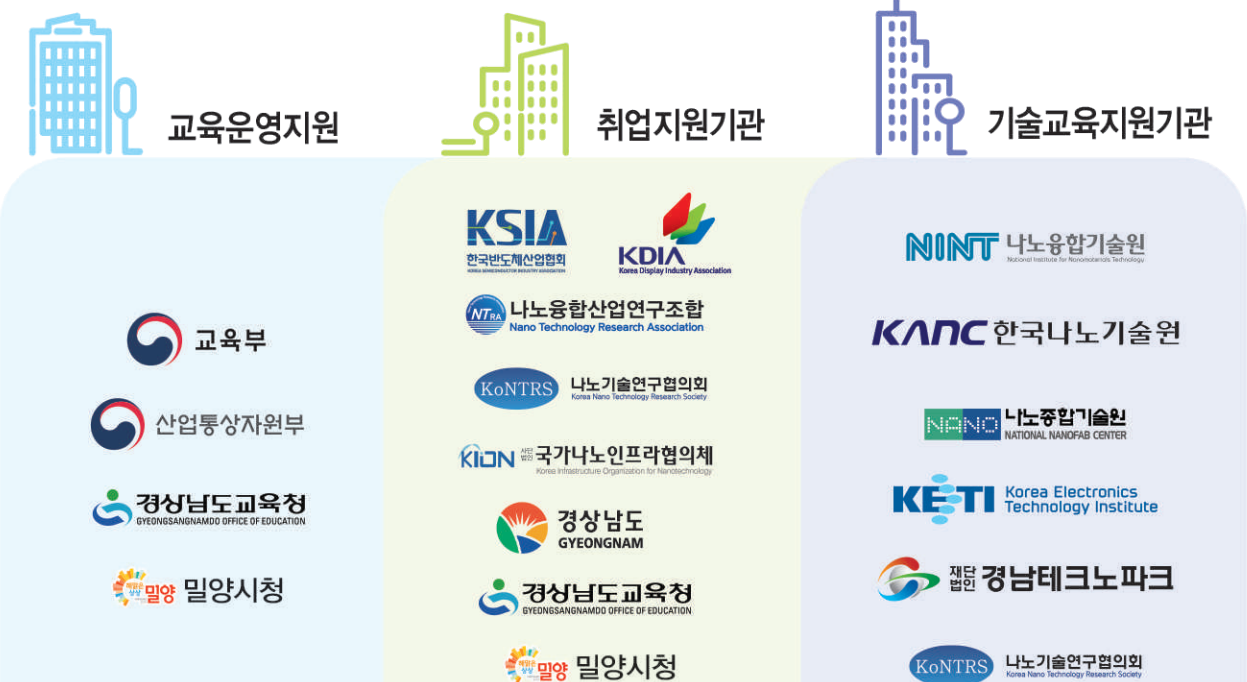 교육운영지원
교육부
산업통상자원부
경상남도교육청
GYEONGSANGNAMDO OFFICE OF EDUCATION
밀양 밀양시청
취업지원기관
KSIA
한국반도체산업협회
KOREA SEMICONDUCTOR INDUSTRY ASSOCIATION
KDIA
Korea Display Industry Association
NTRA 나노융합산업연구조합
Nano Technology Research Association
KoNTRS 나노기술연구협의회
Korea Nano Technology Research Society
KION 사단법인 국가나노인프라협의체
Korea Infrastructure Organization for Nanotechnology
경상남도
GYEONGNAM
경상남도교육청
GYEONGSANGNAMDO OFFICE OF EDUCATION
밀양 밀양시청
기술교육지원기관
NINT 나노융합기술원
National Institute for Nanomaterials Technology
KANC 한국나노기술원
NANO 나노종합기술원
NATIONAL NANOFAB CENTER
KETI Korea Electronics
Technology Institute
재단법인 경남테크노파크
KoNTRS 나노기술연구협의회
Korea Nano Technology Research Society